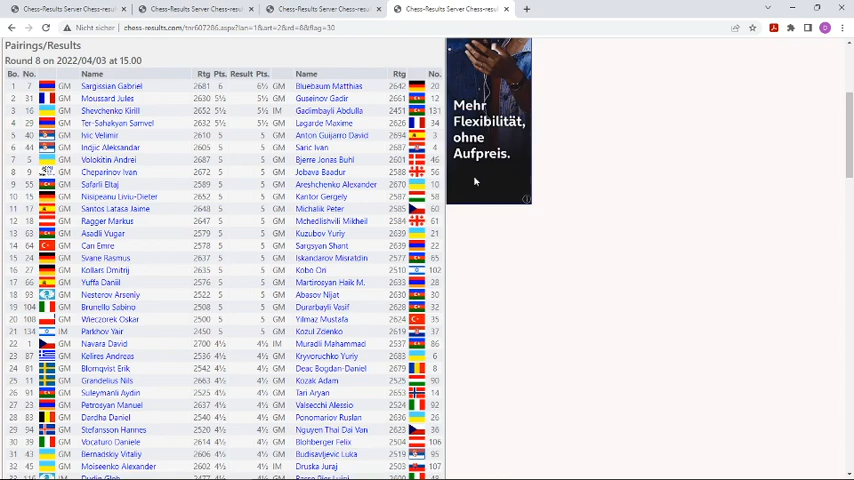 Chess-Results Server Chess-resul
Chess-Results Server Chess-resul
Chess-Results Server Chess-resul
Chess-Results Server Chess-resul
Nicht sicher | chess-results.com/tnr607286.aspx?lan=1&art=2&rd=8&flag=30
Pairings/Results
Round 8 on 2022/04/03 at 15.00
Bo. No. Name Rtg Pts. Result Pts. Name Rtg No.
1 7 GM Sargissian Gabriel 2681 6 6½ GM Bluebaum Matthias 2642 20
2 31 GM Moussard Jules 2630 5½ 5½ GM Guseinov Gadir 2661 12
3 16 GM Shevchenko Kirill 2652 5½ 5½ IM Gadimbayli Abdulla 2451 131
4 29 GM Ter-Sahakyan Samvel 2632 5½ 5½ GM Lagarde Maxime 2626 34
5 40 GM Ivic Velimir 2610 5 5 GM Anton Guijarro David 2694 3
6 44 GM Indjic Aleksandar 2605 5 5 GM Saric Ivan 2687 4
7 5 GM Volokitin Andrei 2687 5 5 GM Bjerre Jonas Buhl 2601 46
8 9 GM Cheparinov Ivan 2672 5 5 GM Jobava Baadur 2588 56
9 55 GM Safarli Eltaj 2589 5 5 GM Areshchenko Alexander 2670 10
10 15 GM Nisipeanu Liviu-Dieter 2652 5 5 GM Kantor Gergely 2587 58
11 17 GM Santos Latasa Jaime 2648 5 5 GM Michalik Peter 2585 60
12 18 GM Ragger Markus 2647 5 5 GM Mchedlishvili Mikheil 2584 61
13 63 GM Asadli Vugar 2579 5 5 GM Kuzubov Yuriy 2639 21
14 64 GM Can Emre 2578 5 5 GM Sargsyan Shant 2639 22
15 24 GM Svane Rasmus 2637 5 5 GM Iskandarov Misratdin 2577 65
16 27 GM Kollars Dmitrij 2635 5 5 GM Kobo Ori 2510 102
17 66 GM Yuffa Daniil 2576 5 5 GM Martirosyan Haik M. 2633 28
18 93 GM Nesterov Arseniy 2522 5 5 GM Abasov Nijat 2630 30
19 104 GM Brunello Sabino 2508 5 5 GM Durarbayli Vasif 2628 32
20 108 GM Wieczorek Oskar 2500 5 5 GM Yilmaz Mustafa 2624 35
21 134 IM Parkhov Yair 2450 5 5 GM Kozul Zdenko 2619 37
22 1 GM Navara David 2700 4½ 4½ IM Muradli Mahammad 2537 86
23 87 GM Kelires Andreas 2536 4½ 4½ GM Kryvoruchko Yuriy 2683 6
24 81 GM Blomqvist Erik 2542 4½ 4½ GM Deac Bogdan-Daniel 2679 8
25 11 GM Grandelius Nils 2663 4½ 4½ GM Kozak Adam 2525 90
26 91 GM Suleymanli Aydin 2525 4½ 4½ GM Tari Aryan 2653 14
27 23 GM Petrosyan Manuel 2637 4½ 4½ GM Valsecchi Alessio 2524 92
28 83 GM Dardha Daniel 2540 4½ 4½ GM Ponomariov Ruslan 2636 26
29 94 GM Stefansson Hannes 2520 4½ 4½ GM Nguyen Thai Dai Van 2623 36
30 39 GM Vocaturo Daniele 2614 4½ 4½ GM Blohberger Felix 2504 106
31 43 GM Bernadskiy Vitaliy 2606 4½ 4½ GM Budisavljevic Luka 2519 95
32 45 GM Moiseenko Alexander 2602 4½ 4½ IM Druska Juraj 2503 107
Mehr
Flexibilität,
ohne
Aufpreis.